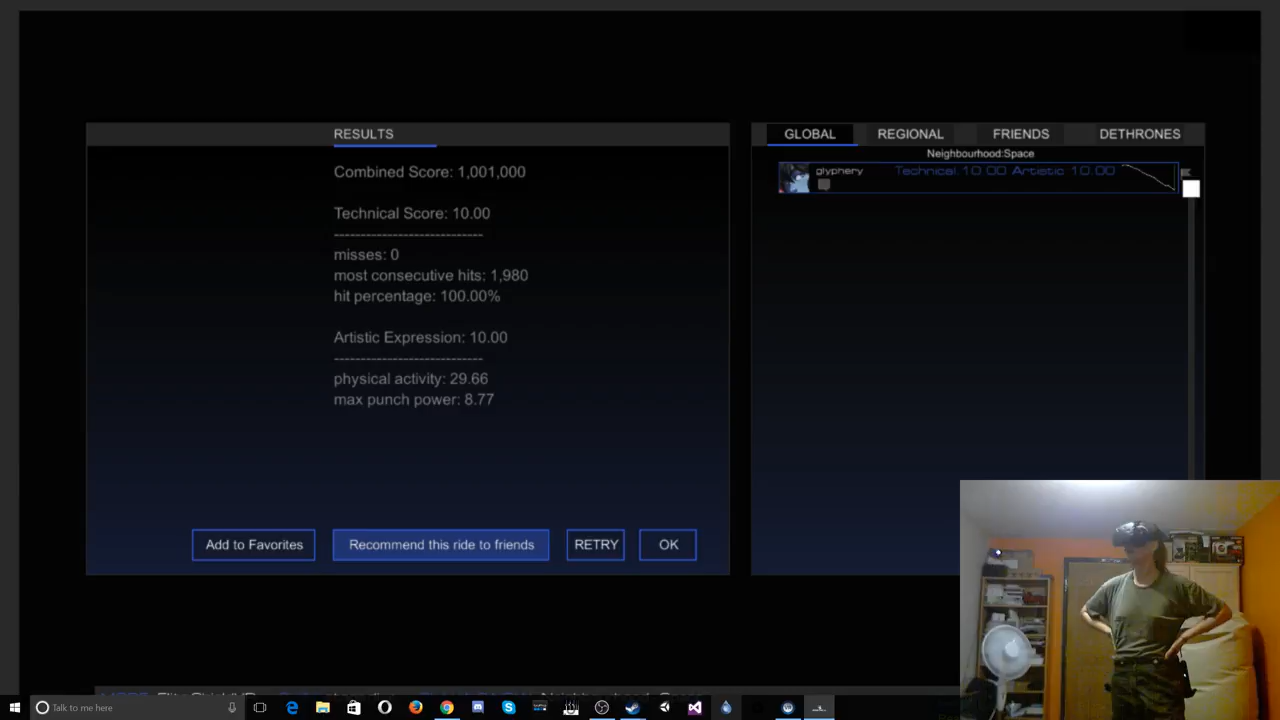 RESULTS
Combined Score: 1,001,000
Technical Score: 10.00
----------------------------
misses: 0
most consecutive hits: 1,980
hit percentage: 100.00%
Artistic Expression: 10.00
----------------------------
physical activity: 29.66
max punch power: 8.77
Add to Favorites
Recommend this ride to friends
RETRY
OK
GLOBAL
REGIONAL
FRIENDS
DETHRONES
Neighbourhood:Space
glyphery
Technical 10.00 Artistic 10.00
Talk to me here